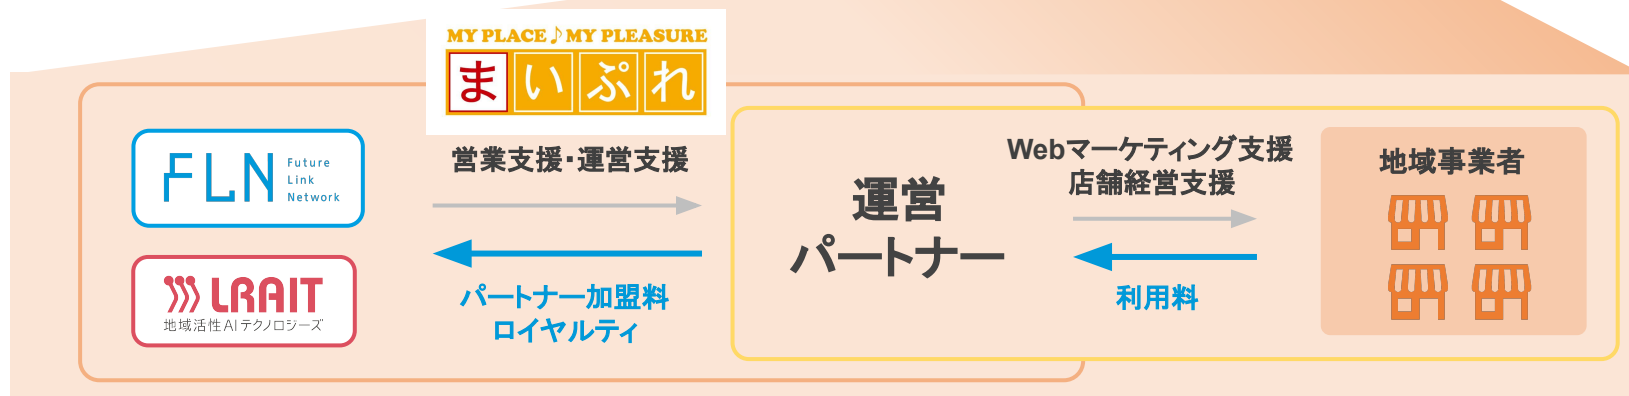 MY PLACE♪MY PLEASURE
まいぷれ
FLN Future
Link
Network
LRAIT
地域活性AIテクノロジーズ
営業支援・運営支援
パートナー加盟料
ロイヤルティ
運営
パートナー
Webマーケティング支援
店舗経営支援
利用料
地域事業者